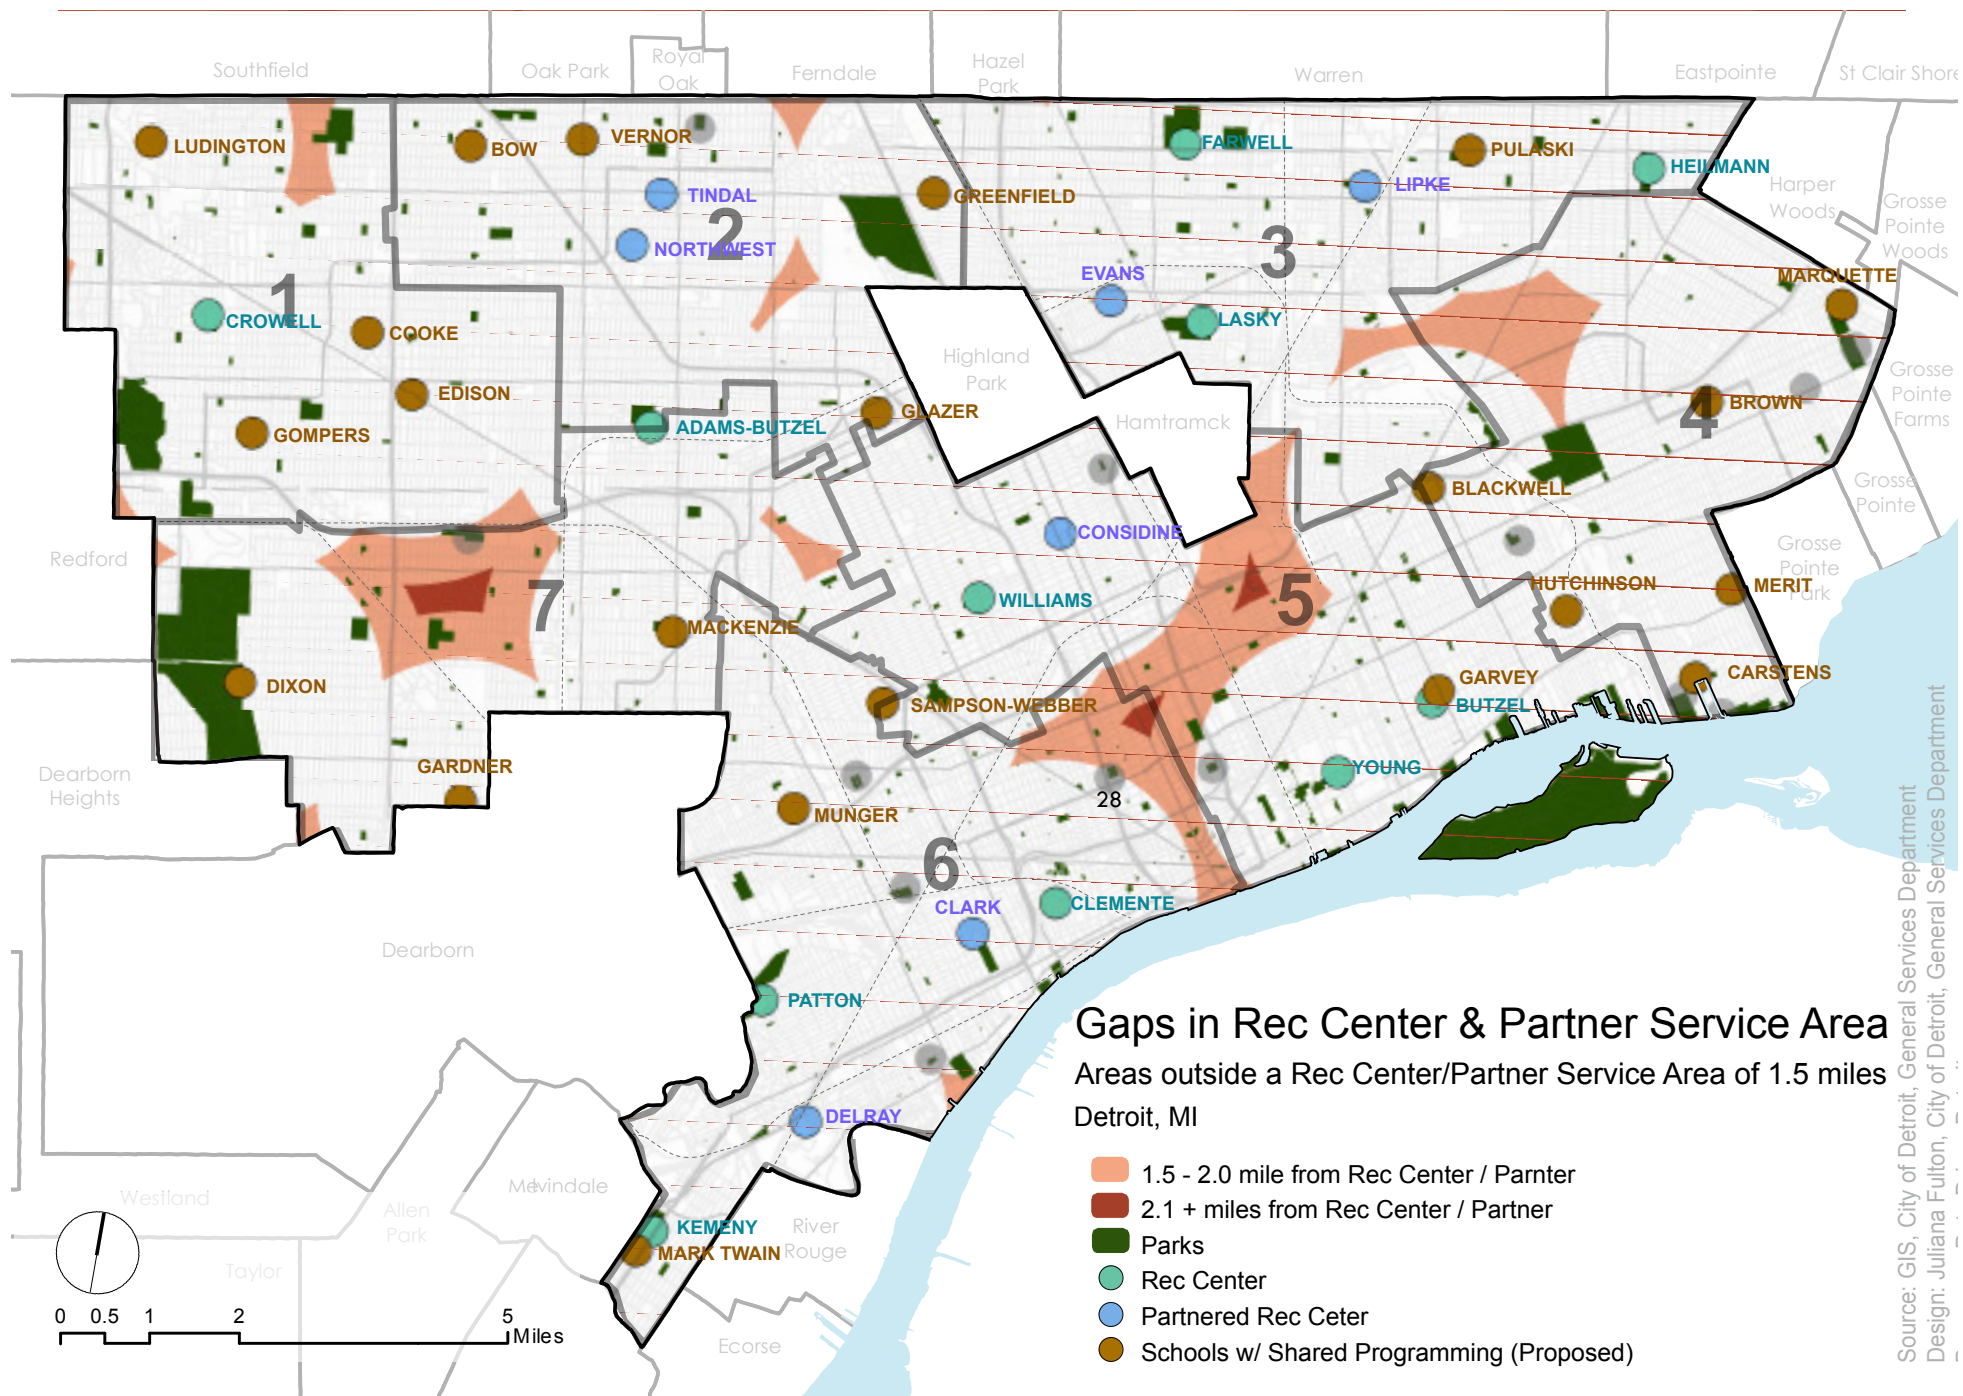 Southfield
Oak Park
Royal
Oak
Ferndale
Hazel
Park
Warren
Eastpointe
St Clair Shore
LUDINGTON
BOW
VERNOR
TINDAL
NORTHWEST
2
GREENFIELD
FARWELL
LIPKE
PULASKI
HEILMANN
Harper
Woods
Grosse
Pointe
Woods
3
EVANS
LASKY
MARQUETTE
1
CROWELL
COOKE
EDISON
GOMPERS
ADAMS-BUTZEL
GLAZER
Highland
Park
Hamtramck
BROWN
4
Grosse
Pointe
Farms
BLACKWELL
Grosse
Pointe
CONSIDINE
WILLIAMS
5
HUTCHINSON
MERIT
Grosse
Pointe
Park
Redford
7
MACKENZIE
DIXON
SAMPSON-WEBBER
GARVEY
BUTZEL
CARSTENS
YOUNG
GARDNER
Dearborn
Heights
MUNGER
28
6
CLARK
CLEMENTE
Dearborn
PATTON
DELRAY
Westland
Allen
Park
Melvindale
River
Rouge
KEMENY
MARK TWAIN
Taylor
Ecorse
0 0.5 1 2 5
Miles
Gaps in Rec Center & Partner Service Area
Areas outside a Rec Center/Partner Service Area of 1.5 miles
Detroit, MI
1.5 - 2.0 mile from Rec Center / Parnter
2.1 + miles from Rec Center / Partner
Parks
Rec Center
Partnered Rec Ceter
Schools w/ Shared Programming (Proposed)
Source: GIS, City of Detroit, General Services Department
Design: Juliana Fulton, City of Detroit, General Services Department